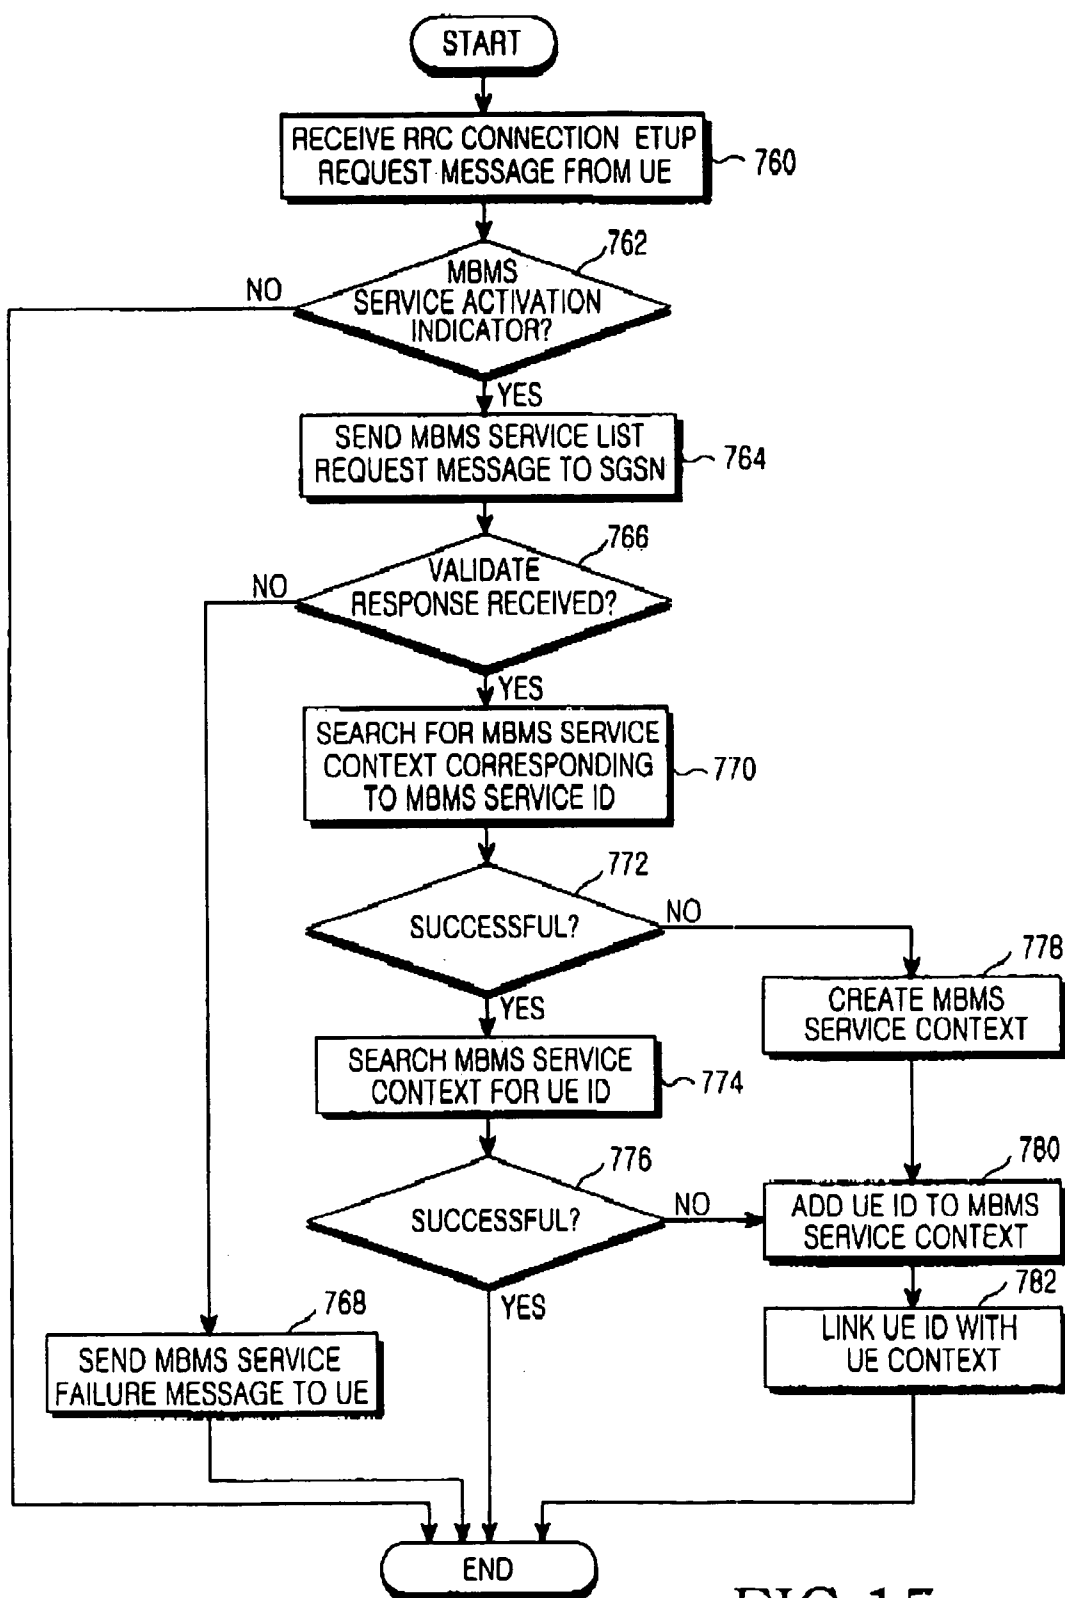 START
RECEIVE RRC CONNECTION ETUP
REQUEST MESSAGE FROM UE
760
762
MBMS
SERVICE ACTIVATION
INDICATOR?
NO
YES
SEND MBMS SERVICE LIST
REQUEST MESSAGE TO SGSN
764
766
VALIDATE
RESPONSE RECEIVED?
NO
YES
SEARCH FOR MBMS SERVICE
CONTEXT CORRESPONDING
TO MBMS SERVICE ID
770
772
SUCCESSFUL?
NO
YES
778
CREATE MBMS
SERVICE CONTEXT
SEARCH MBMS SERVICE
CONTEXT FOR UE ID
774
776
SUCCESSFUL?
NO
YES
780
ADD UE ID TO MBMS
SERVICE CONTEXT
782
LINK UE ID WITH
UE CONTEXT
768
SEND MBMS SERVICE
FAILURE MESSAGE TO UE
END
FIG.15